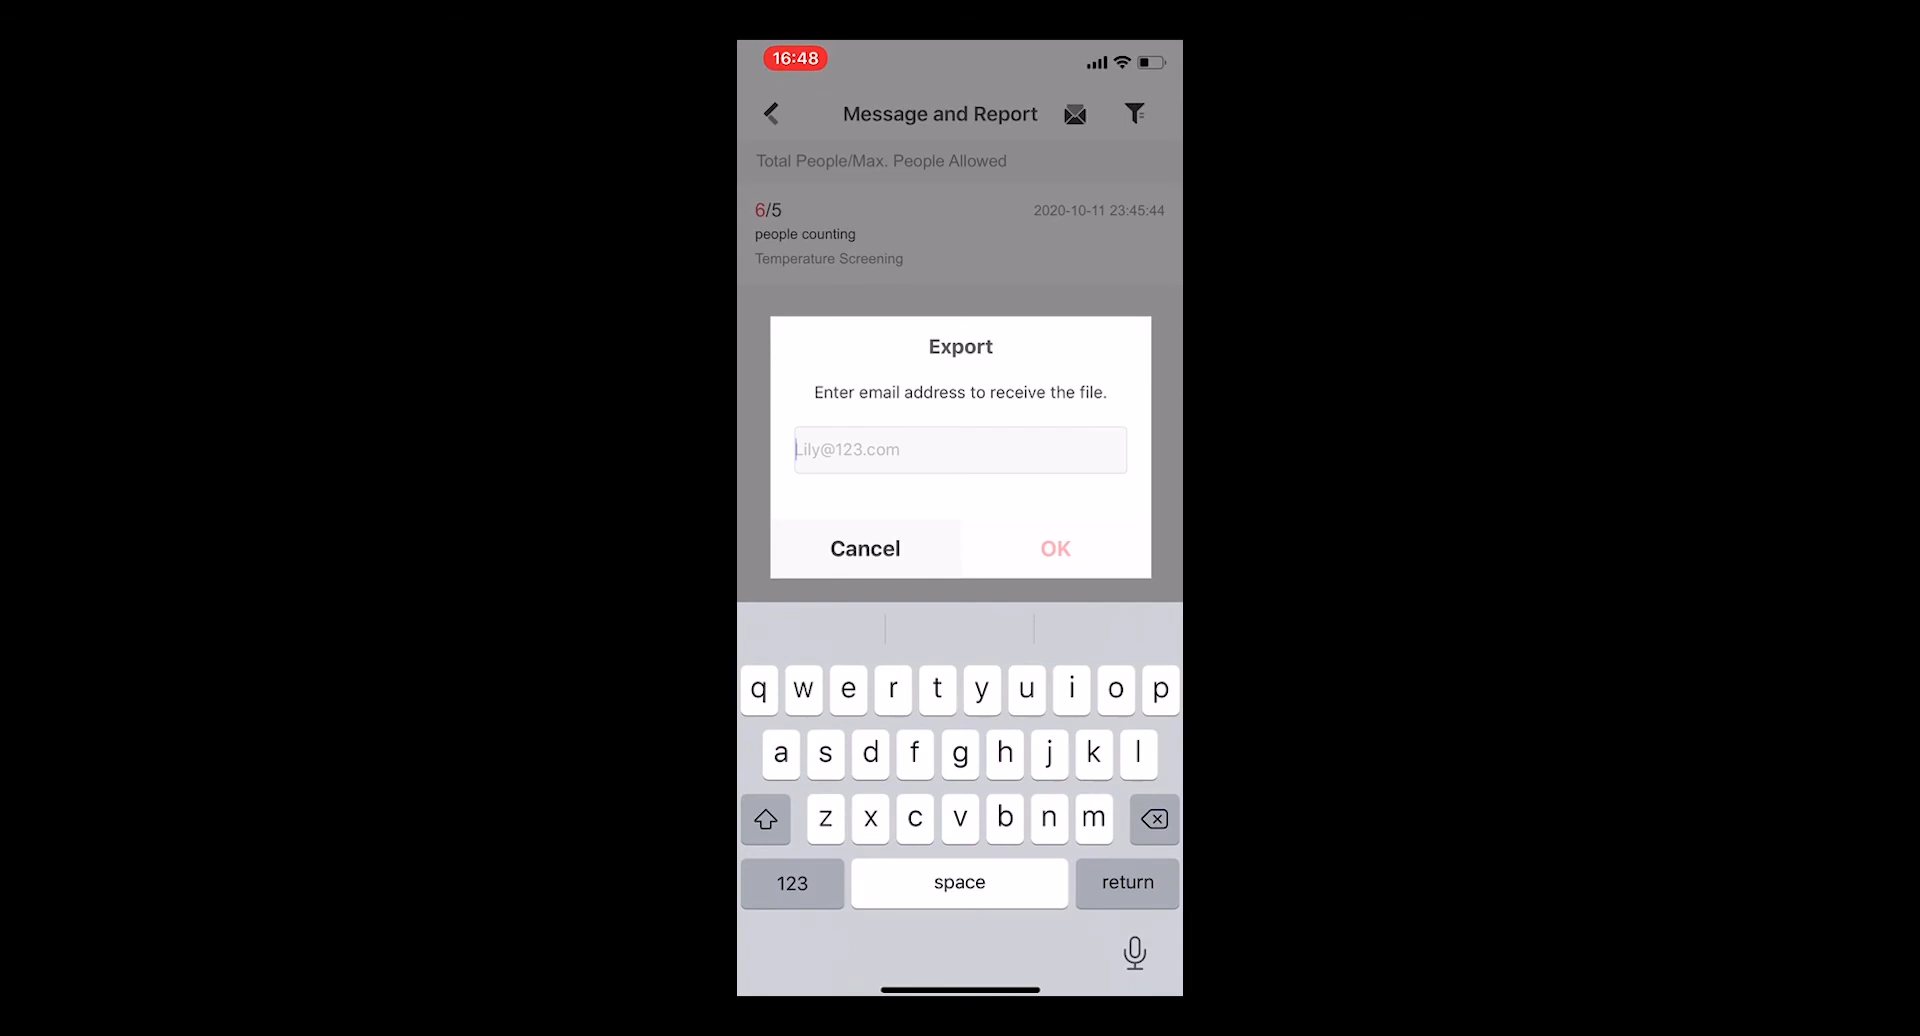 16:48
Message and Report
Total People/Max. People Allowed
6/5
2020-10-11 23:45:44
people counting
Temperature Screening
Export
Enter email address to receive the file.
Lily@123.com
Cancel
OK
q w e r t y u i o p
a s d f g h j k l
z x c v b n m
123
space
return